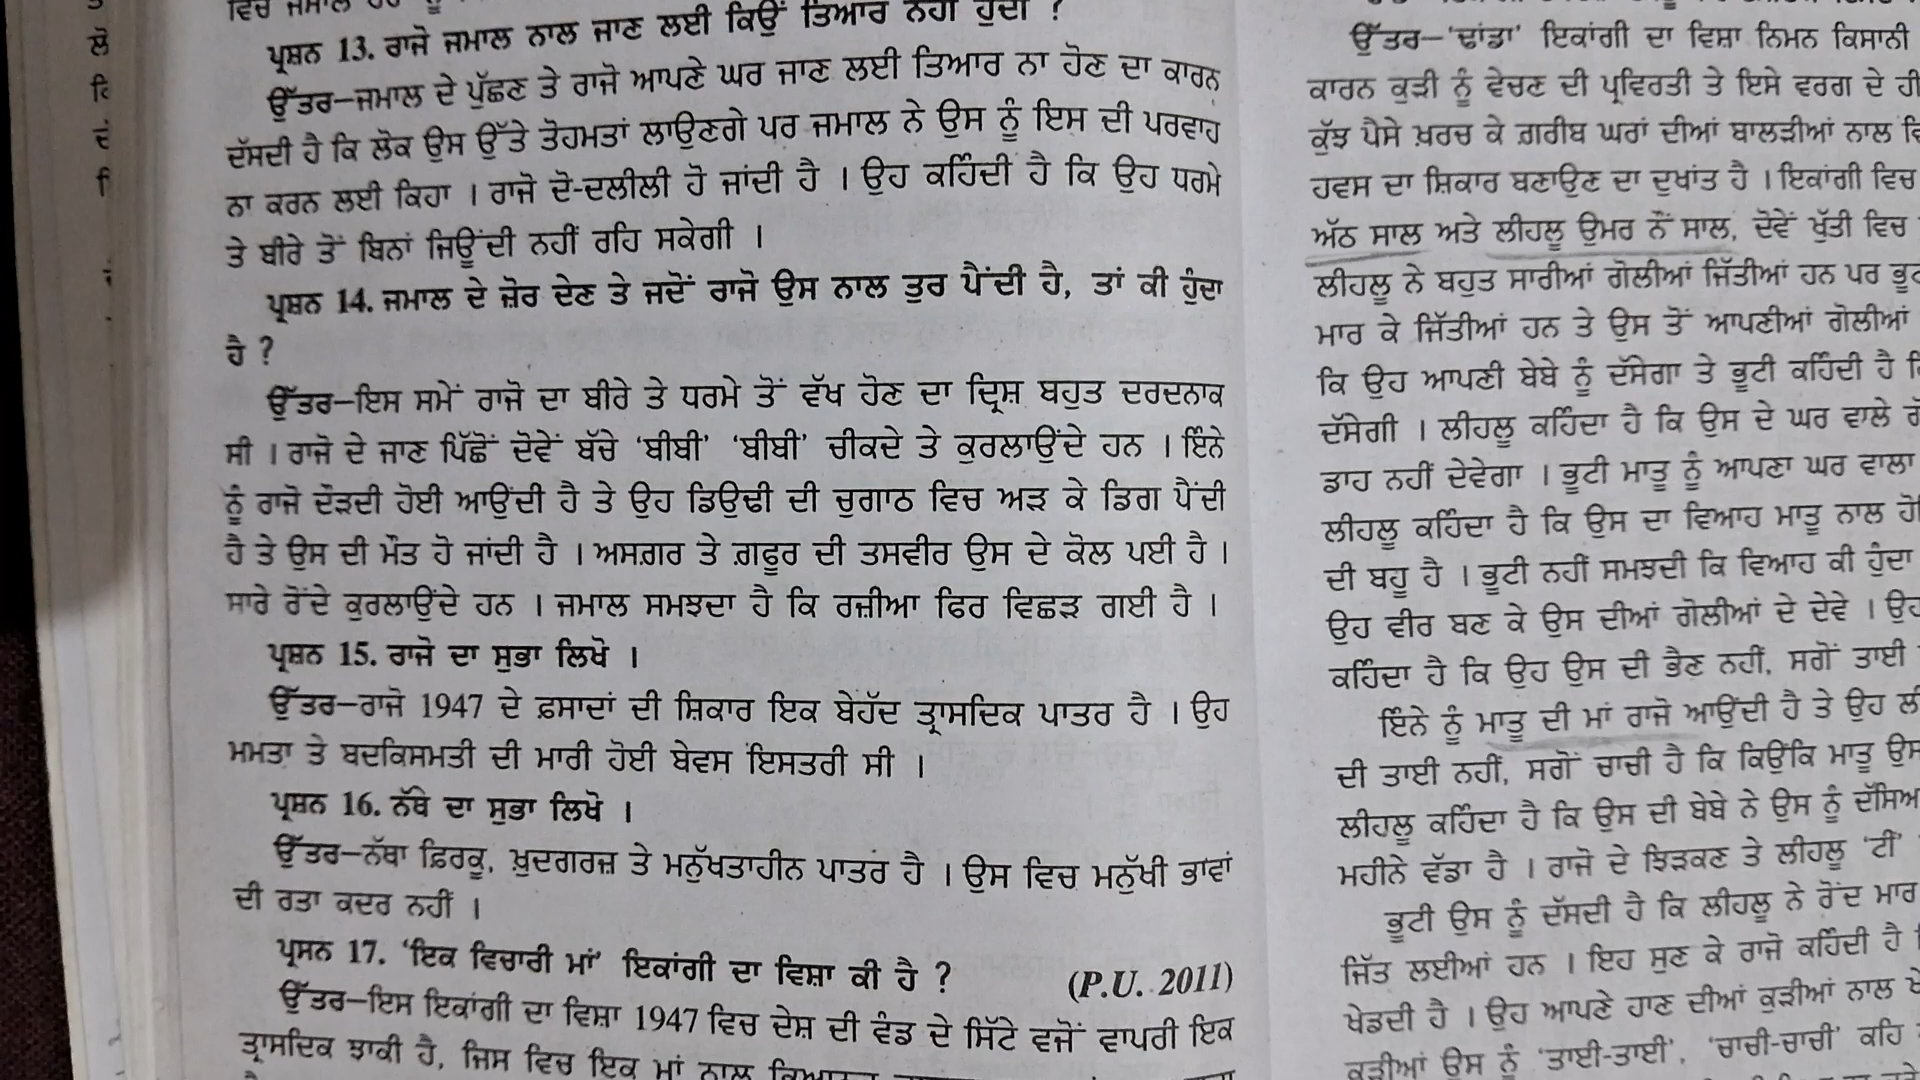 ਪ੍ਰਸ਼ਨ 13. ਰਾਜੋ ਜਮਾਲ ਨਾਲ ਜਾਣ ਲਈ ਕਿਉਂ ਤਿਆਰ ਨਹੀਂ ਹੁੰਦੀ ?
ਉੱਤਰ–ਜਮਾਲ ਦੇ ਪੁੱਛਣ ਤੇ ਰਾਜੋ ਆਪਣੇ ਘਰ ਜਾਣ ਲਈ ਤਿਆਰ ਨਾ ਹੋਣ ਦਾ ਕਾਰਨ
ਦੱਸਦੀ ਹੈ ਕਿ ਲੋਕ ਉਸ ਉੱਤੇ ਤੋਹਮਤਾਂ ਲਾਉਣਗੇ ਪਰ ਜਮਾਲ ਨੇ ਉਸ ਨੂੰ ਇਸ ਦੀ ਪਰਵਾਹ
ਨਾ ਕਰਨ ਲਈ ਕਿਹਾ । ਰਾਜੋ ਦੋ-ਦਲੀਲੀ ਹੋ ਜਾਂਦੀ ਹੈ । ਉਹ ਕਹਿੰਦੀ ਹੈ ਕਿ ਉਹ ਧਰਮੇ
ਤੇ ਬੀਰੇ ਤੋਂ ਬਿਨਾਂ ਜਿਊਂਦੀ ਨਹੀਂ ਰਹਿ ਸਕੇਗੀ ।
ਪ੍ਰਸ਼ਨ 14. ਜਮਾਲ ਦੇ ਜ਼ੋਰ ਦੇਣ ਤੇ ਜਦੋਂ ਰਾਜੋ ਉਸ ਨਾਲ ਤੁਰ ਪੈਂਦੀ ਹੈ, ਤਾਂ ਕੀ ਹੁੰਦਾ
ਹੈ ?
ਉੱਤਰ–ਇਸ ਸਮੇਂ ਰਾਜੋ ਦਾ ਬੀਰੇ ਤੇ ਧਰਮੇ ਤੋਂ ਵੱਖ ਹੋਣ ਦਾ ਦ੍ਰਿਸ਼ ਬਹੁਤ ਦਰਦਨਾਕ
ਸੀ । ਰਾਜੋ ਦੇ ਜਾਣ ਪਿੱਛੋਂ ਦੋਵੇਂ ਬੱਚੇ ‘ਬੀਬੀ’ ‘ਬੀਬੀ’ ਚੀਕਦੇ ਤੇ ਕੁਰਲਾਉਂਦੇ ਹਨ । ਇੰਨੇ
ਨੂੰ ਰਾਜੋ ਦੌੜਦੀ ਹੋਈ ਆਉਂਦੀ ਹੈ ਤੇ ਉਹ ਡਿਉਢੀ ਦੀ ਚੁਗਾਠ ਵਿਚ ਅੜ ਕੇ ਡਿਗ ਪੈਂਦੀ
ਹੈ ਤੇ ਉਸ ਦੀ ਮੌਤ ਹੋ ਜਾਂਦੀ ਹੈ । ਅਸਗ਼ਰ ਤੇ ਗ਼ਫੂਰ ਦੀ ਤਸਵੀਰ ਉਸ ਦੇ ਕੋਲ ਪਈ ਹੈ ।
ਸਾਰੇ ਰੋਂਦੇ ਕੁਰਲਾਉਂਦੇ ਹਨ । ਜਮਾਲ ਸਮਝਦਾ ਹੈ ਕਿ ਰਜ਼ੀਆ ਫਿਰ ਵਿਛੜ ਗਈ ਹੈ ।
ਪ੍ਰਸ਼ਨ 15. ਰਾਜੋ ਦਾ ਸੁਭਾ ਲਿਖੋ ।
ਉੱਤਰ–ਰਾਜੋ 1947 ਦੇ ਫ਼ਸਾਦਾਂ ਦੀ ਸ਼ਿਕਾਰ ਇਕ ਬੇਹੱਦ ਤ੍ਰਾਸਦਿਕ ਪਾਤਰ ਹੈ । ਉਹ
ਮਮਤਾ ਤੇ ਬਦਕਿਸਮਤੀ ਦੀ ਮਾਰੀ ਹੋਈ ਬੇਵਸ ਇਸਤਰੀ ਸੀ ।
ਪ੍ਰਸ਼ਨ 16. ਨੱਥੇ ਦਾ ਸੁਭਾ ਲਿਖੋ ।
ਉੱਤਰ–ਨੱਥਾ ਫ਼ਿਰਕੂ, ਖ਼ੁਦਗਰਜ਼ ਤੇ ਮਨੁੱਖਤਾਹੀਨ ਪਾਤਰ ਹੈ । ਉਸ ਵਿਚ ਮਨੁੱਖੀ ਭਾਵਾਂ
ਦੀ ਰਤਾ ਕਦਰ ਨਹੀਂ ।
ਪ੍ਰਸਨ 17. ‘ਇਕ ਵਿਚਾਰੀ ਮਾਂ’ ਇਕਾਂਗੀ ਦਾ ਵਿਸ਼ਾ ਕੀ ਹੈ ? (P.U. 2011)
ਉੱਤਰ–ਇਸ ਇਕਾਂਗੀ ਦਾ ਵਿਸ਼ਾ 1947 ਵਿਚ ਦੇਸ਼ ਦੀ ਵੰਡ ਦੇ ਸਿੱਟੇ ਵਜੋਂ ਵਾਪਰੀ ਇਕ
ਤ੍ਰਾਸਦਿਕ ਝਾਕੀ ਹੈ, ਜਿਸ ਵਿਚ ਇਕ ਮਾਂ ਨਾਲ
ਉੱਤਰ–‘ਢਾਂਡਾ’ ਇਕਾਂਗੀ ਦਾ ਵਿਸ਼ਾ ਨਿਮਨ ਕਿਸਾਨੀ
ਕਾਰਨ ਕੁੜੀ ਨੂੰ ਵੇਚਣ ਦੀ ਪ੍ਰਵਿਰਤੀ ਤੇ ਇਸੇ ਵਰਗ ਦੇ ਹੀ
ਕੁੱਝ ਪੈਸੇ ਖ਼ਰਚ ਕੇ ਗ਼ਰੀਬ ਘਰਾਂ ਦੀਆਂ ਬਾਲੜੀਆਂ ਨਾਲ
ਹਵਸ ਦਾ ਸ਼ਿਕਾਰ ਬਣਾਉਣ ਦਾ ਦੁਖਾਂਤ ਹੈ । ਇਕਾਂਗੀ ਵਿਚ
ਅੱਠ ਸਾਲ ਅਤੇ ਲੀਹਲੂ ਉਮਰ ਨੌਂ ਸਾਲ, ਦੋਵੇਂ ਖੁੱਤੀ ਵਿਚ
ਲੀਹਲੂ ਨੇ ਬਹੁਤ ਸਾਰੀਆਂ ਗੋਲੀਆਂ ਜਿੱਤੀਆਂ ਹਨ ਪਰ
ਮਾਰ ਕੇ ਜਿੱਤੀਆਂ ਹਨ ਤੇ ਉਸ ਤੋਂ ਆਪਣੀਆਂ ਗੋਲੀਆਂ
ਕਿ ਉਹ ਆਪਣੀ ਬੇਬੇ ਨੂੰ ਦੱਸੇਗਾ ਤੇ ਭੂਟੀ ਕਹਿੰਦੀ ਹੈ
ਦੱਸੇਗੀ । ਲੀਹਲੂ ਕਹਿੰਦਾ ਹੈ ਕਿ ਉਸ ਦੇ ਘਰ ਵਾਲੇ
ਡਾਹ ਨਹੀਂ ਦੇਵੇਗਾ । ਭੂਟੀ ਮਾਤੂ ਨੂੰ ਆਪਣਾ ਘਰ ਵਾਲਾ
ਲੀਹਲੂ ਕਹਿੰਦਾ ਹੈ ਕਿ ਉਸ ਦਾ ਵਿਆਹ ਮਾਤੂ ਨਾਲ
ਦੀ ਬਹੂ ਹੈ । ਭੂਟੀ ਨਹੀਂ ਸਮਝਦੀ ਕਿ ਵਿਆਹ ਕੀ ਹੁੰਦਾ
ਉਹ ਵੀਰ ਬਣ ਕੇ ਉਸ ਦੀਆਂ ਗੋਲੀਆਂ ਦੇ ਦੇਵੇ । ਉਹ
ਕਹਿੰਦਾ ਹੈ ਕਿ ਉਹ ਉਸ ਦੀ ਭੈਣ ਨਹੀਂ, ਸਗੋਂ ਤਾਈ
ਇੰਨੇ ਨੂੰ ਮਾਤੂ ਦੀ ਮਾਂ ਰਾਜੋ ਆਉਂਦੀ ਹੈ ਤੇ ਉਹ
ਦੀ ਤਾਈ ਨਹੀਂ, ਸਗੋਂ ਚਾਚੀ ਹੈ ਕਿ ਕਿਉਂਕਿ ਮਾਤੂ ਉਸ
ਲੀਹਲੂ ਕਹਿੰਦਾ ਹੈ ਕਿ ਉਸ ਦੀ ਬੇਬੇ ਨੇ ਉਸ ਨੂੰ
ਮਹੀਨੇ ਵੱਡਾ ਹੈ । ਰਾਜੋ ਦੇ ਝਿੜਕਣ ਤੇ ਲੀਹਲੂ ‘ਟੀ’
ਭੂਟੀ ਉਸ ਨੂੰ ਦੱਸਦੀ ਹੈ ਕਿ ਲੀਹਲੂ ਨੇ ਰੋਂਦ ਮਾਰ
ਜਿੱਤ ਲਈਆਂ ਹਨ । ਇਹ ਸੁਣ ਕੇ ਰਾਜੋ ਕਹਿੰਦੀ ਹੈ
ਖੇਡਦੀ ਹੈ । ਉਹ ਆਪਣੇ ਹਾਣ ਦੀਆਂ ਕੁੜੀਆਂ ਨਾਲ
ਕੁੜੀਆਂ ਉਸ ਨੂੰ ‘ਤਾਈ-ਤਾਈ’, ‘ਚਾਚੀ-ਚਾਚੀ’ ਕਹਿ